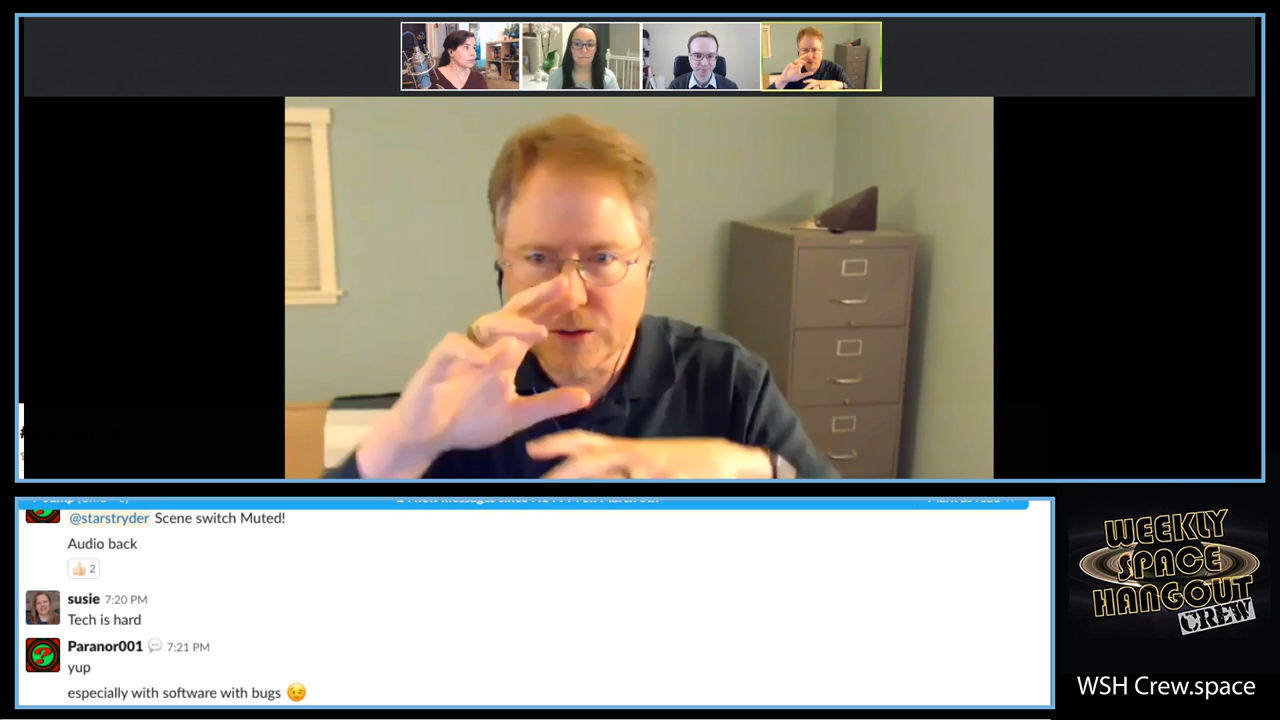 @starstryder Scene switch Muted!
Audio back
2
susie 7:20 PM
Tech is hard
Paranor001 7:21 PM
yup
especially with software with bugs 😉
WEEKLY
SPACE
HANGOUT
CREW
WSH Crew.space